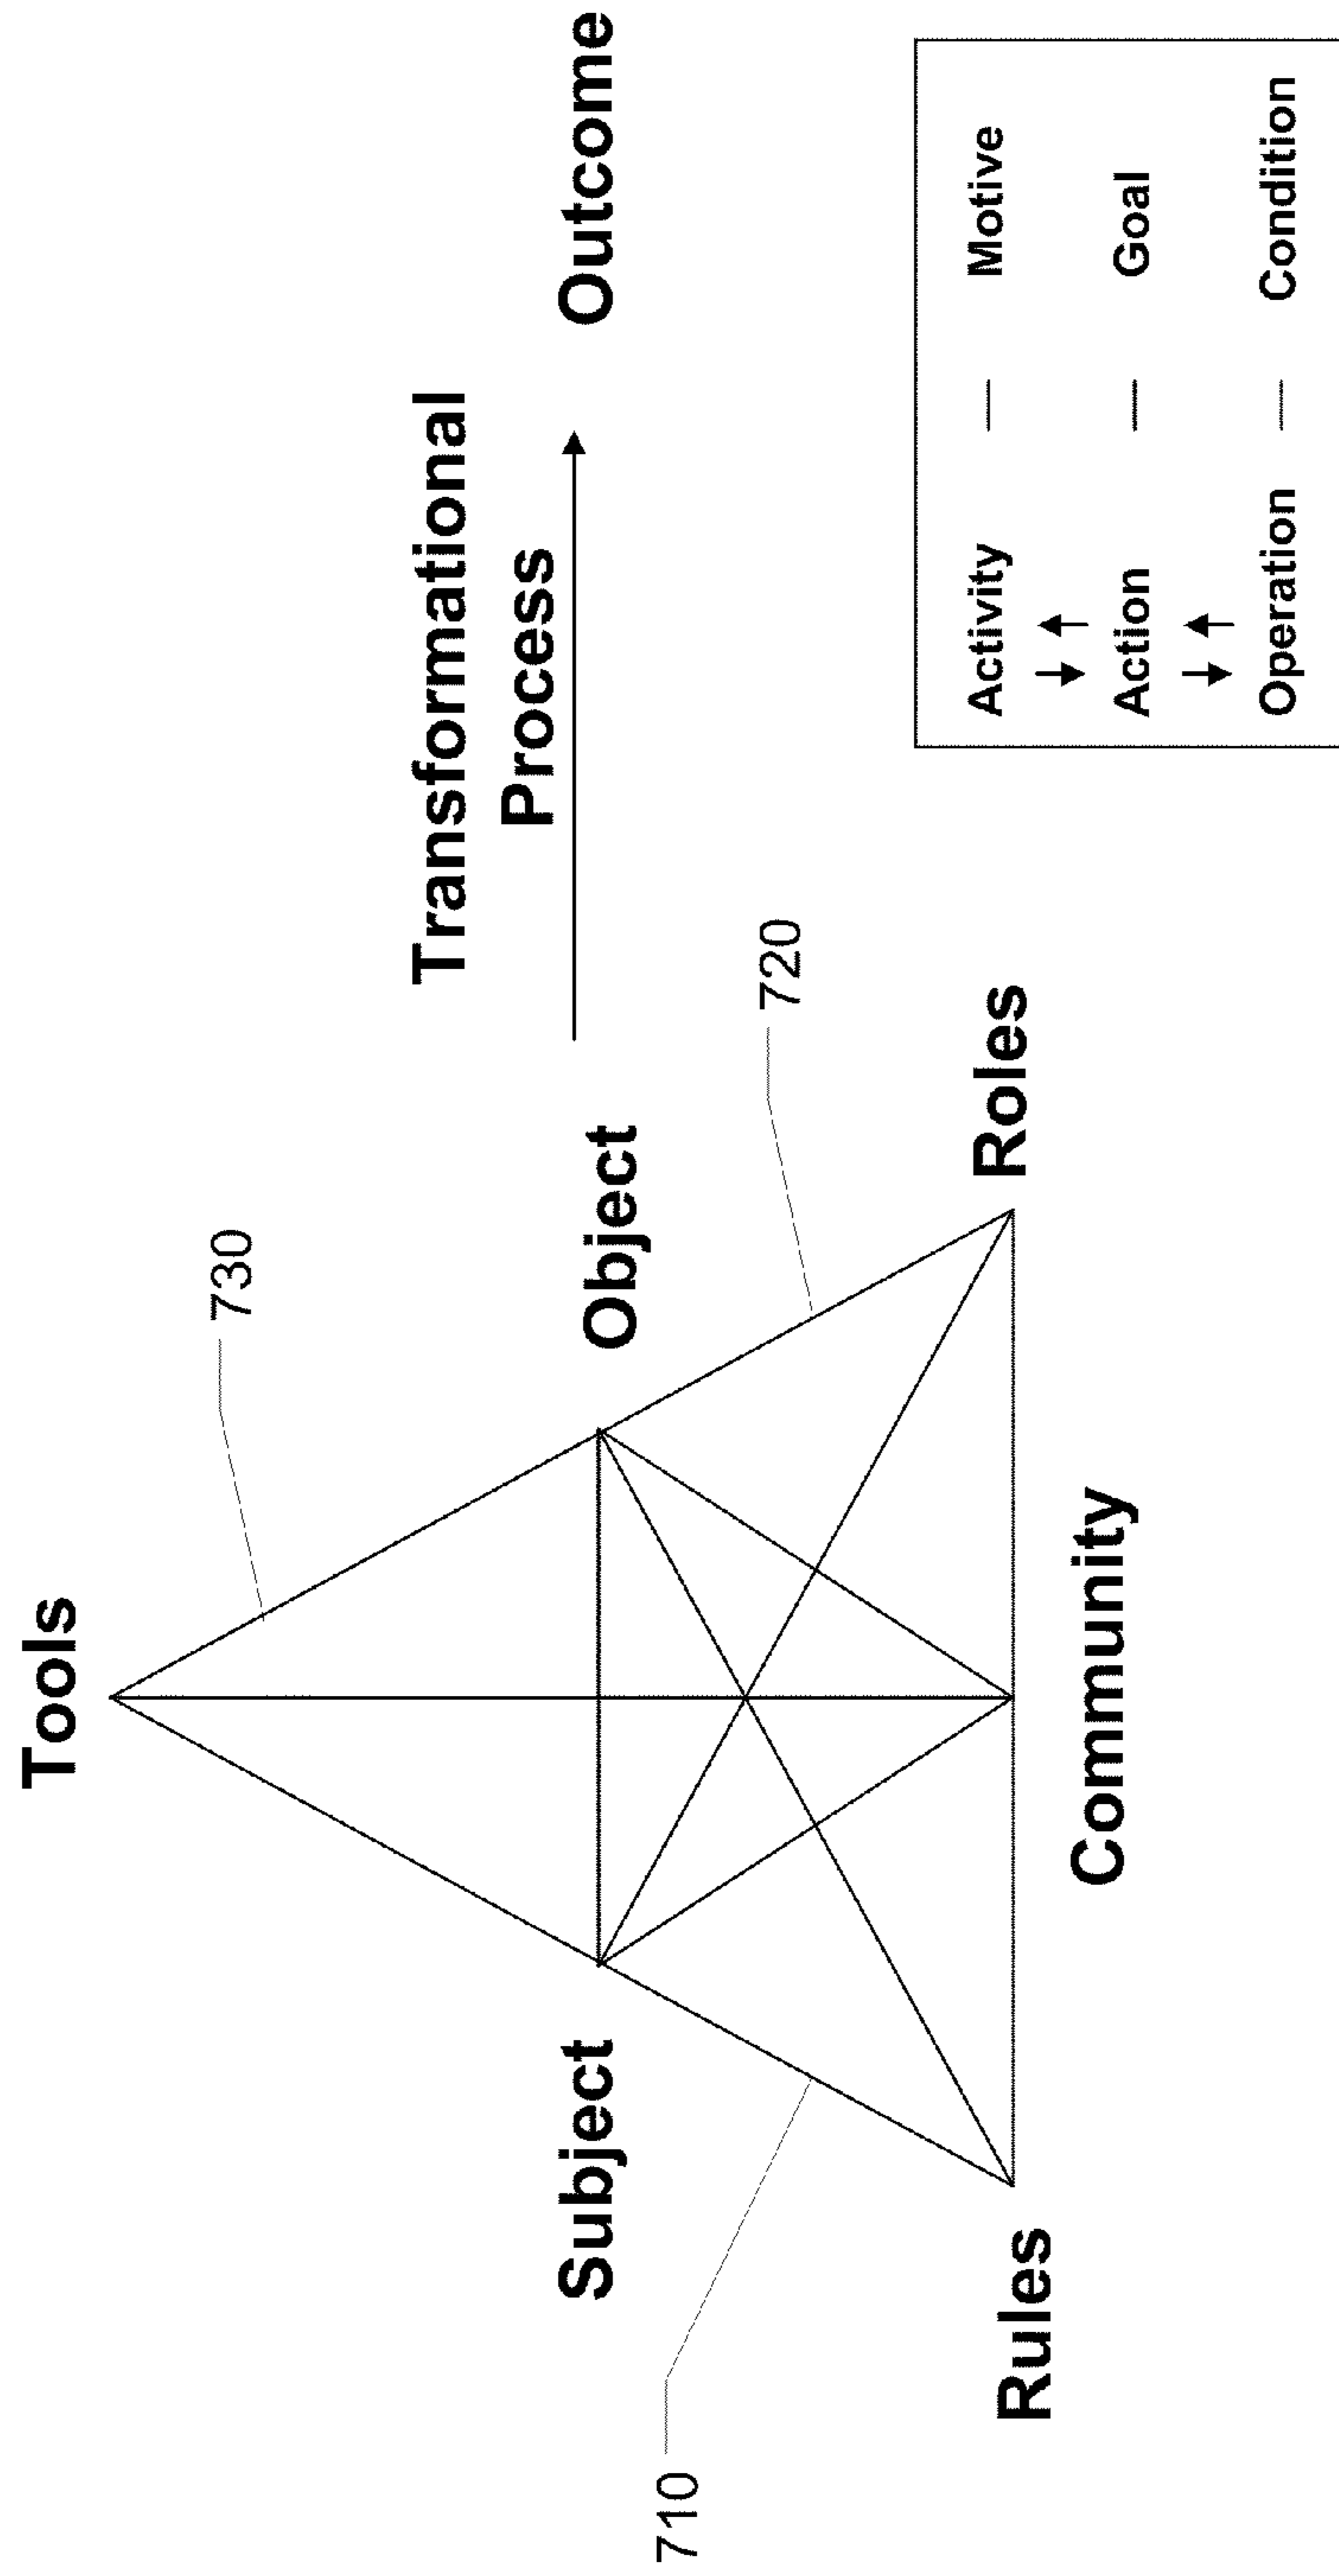 Tools
730
Transformational
Process
Subject
Object
Outcome
710
720
Rules
Community
Roles
Activity — Motive
Action — Goal
Operation — Condition